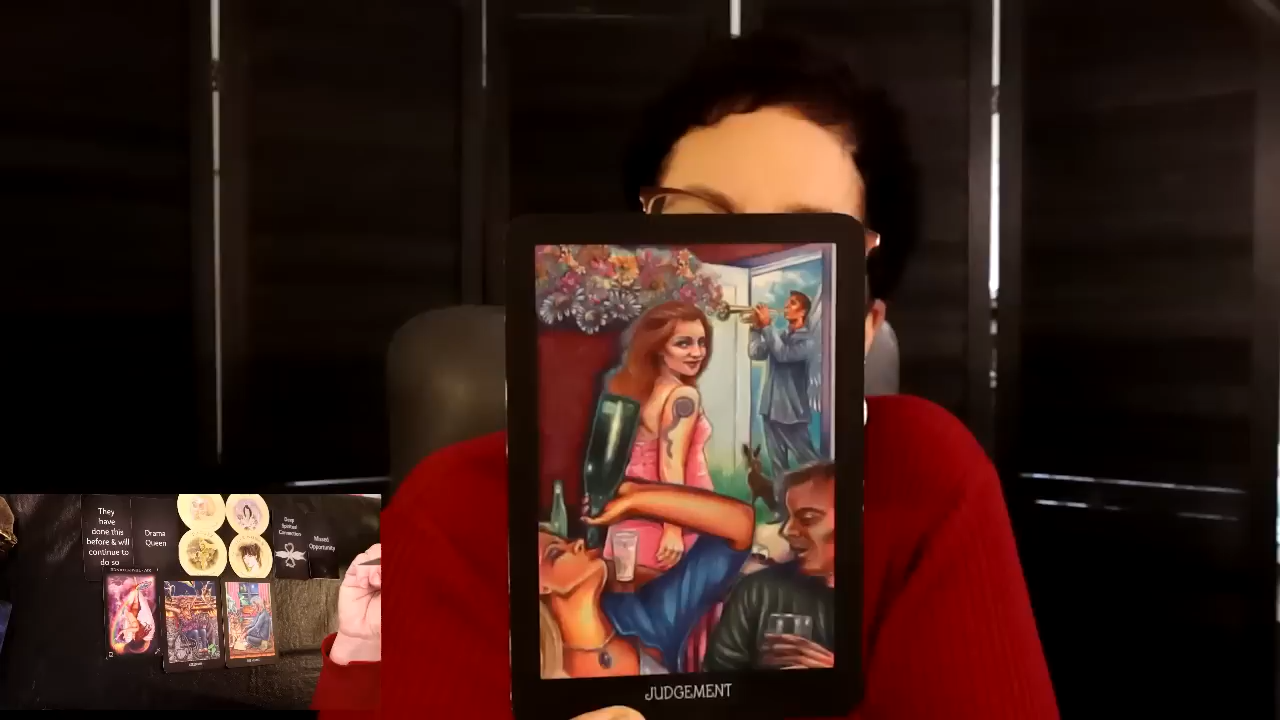 JUDGEMENT
They
have
done this
before & will
continue to
do so
Drama
Queen
Deep
Spiritual
Connection
Missed
Opportunity